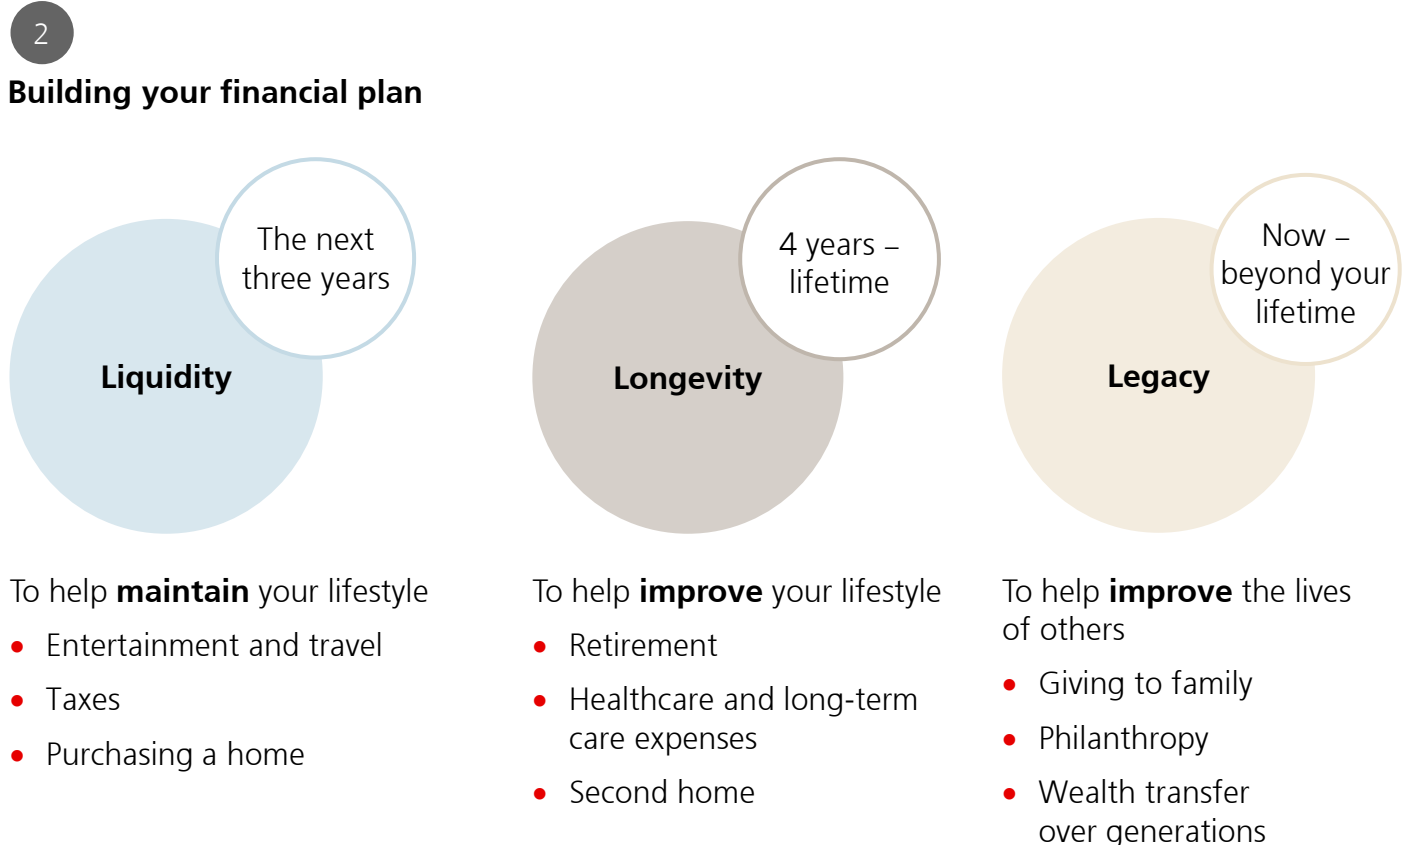 2
Building your financial plan
The next
three years
Liquidity
To help maintain your lifestyle
• Entertainment and travel
• Taxes
• Purchasing a home
4 years –
lifetime
Longevity
To help improve your lifestyle
• Retirement
• Healthcare and long-term
care expenses
• Second home
Now –
beyond your
lifetime
Legacy
To help improve the lives
of others
• Giving to family
• Philanthropy
• Wealth transfer
over generations